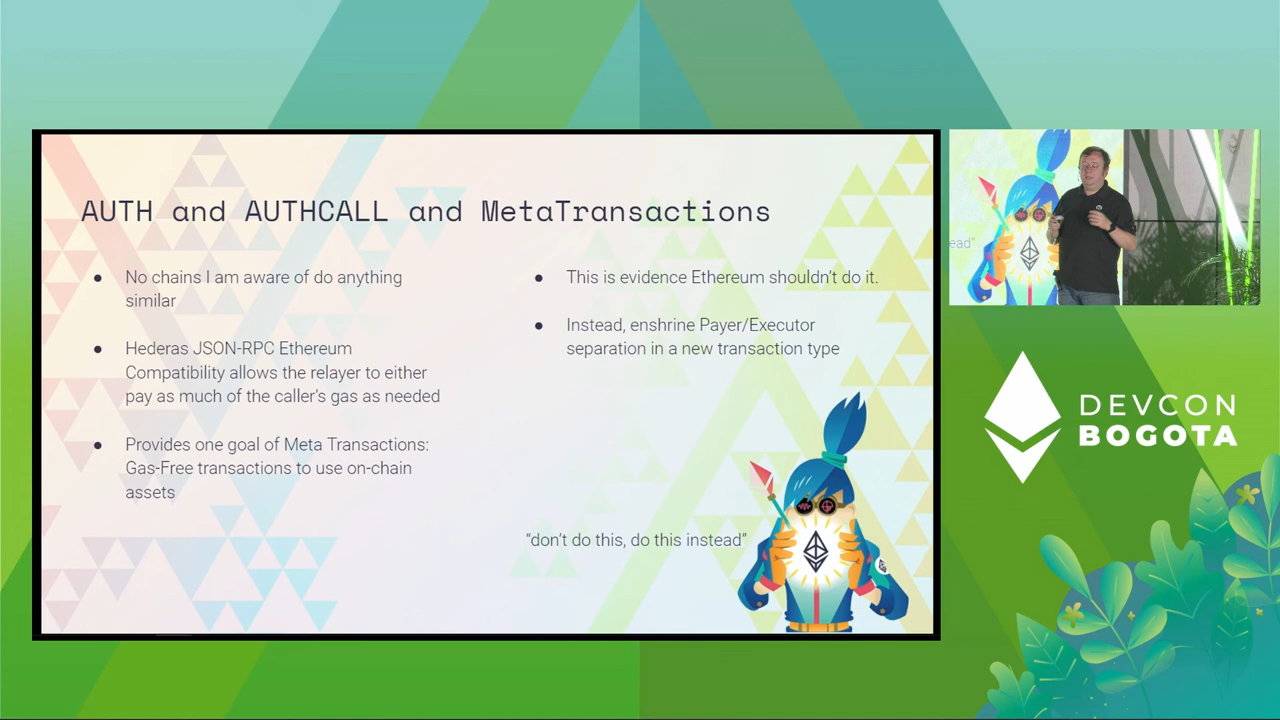 AUTH and AUTHCALL and MetaTransactions
● No chains I am aware of do anything
similar
● Hederas JSON-RPC Ethereum
Compatibility allows the relayer to either
pay as much of the caller's gas as needed
● Provides one goal of Meta Transactions:
Gas-Free transactions to use on-chain
assets
● This is evidence Ethereum shouldn't do it.
● Instead, enshrine Payer/Executor
separation in a new transaction type
“don't do this, do this instead”
ead”
DEVCON
BOGOTA